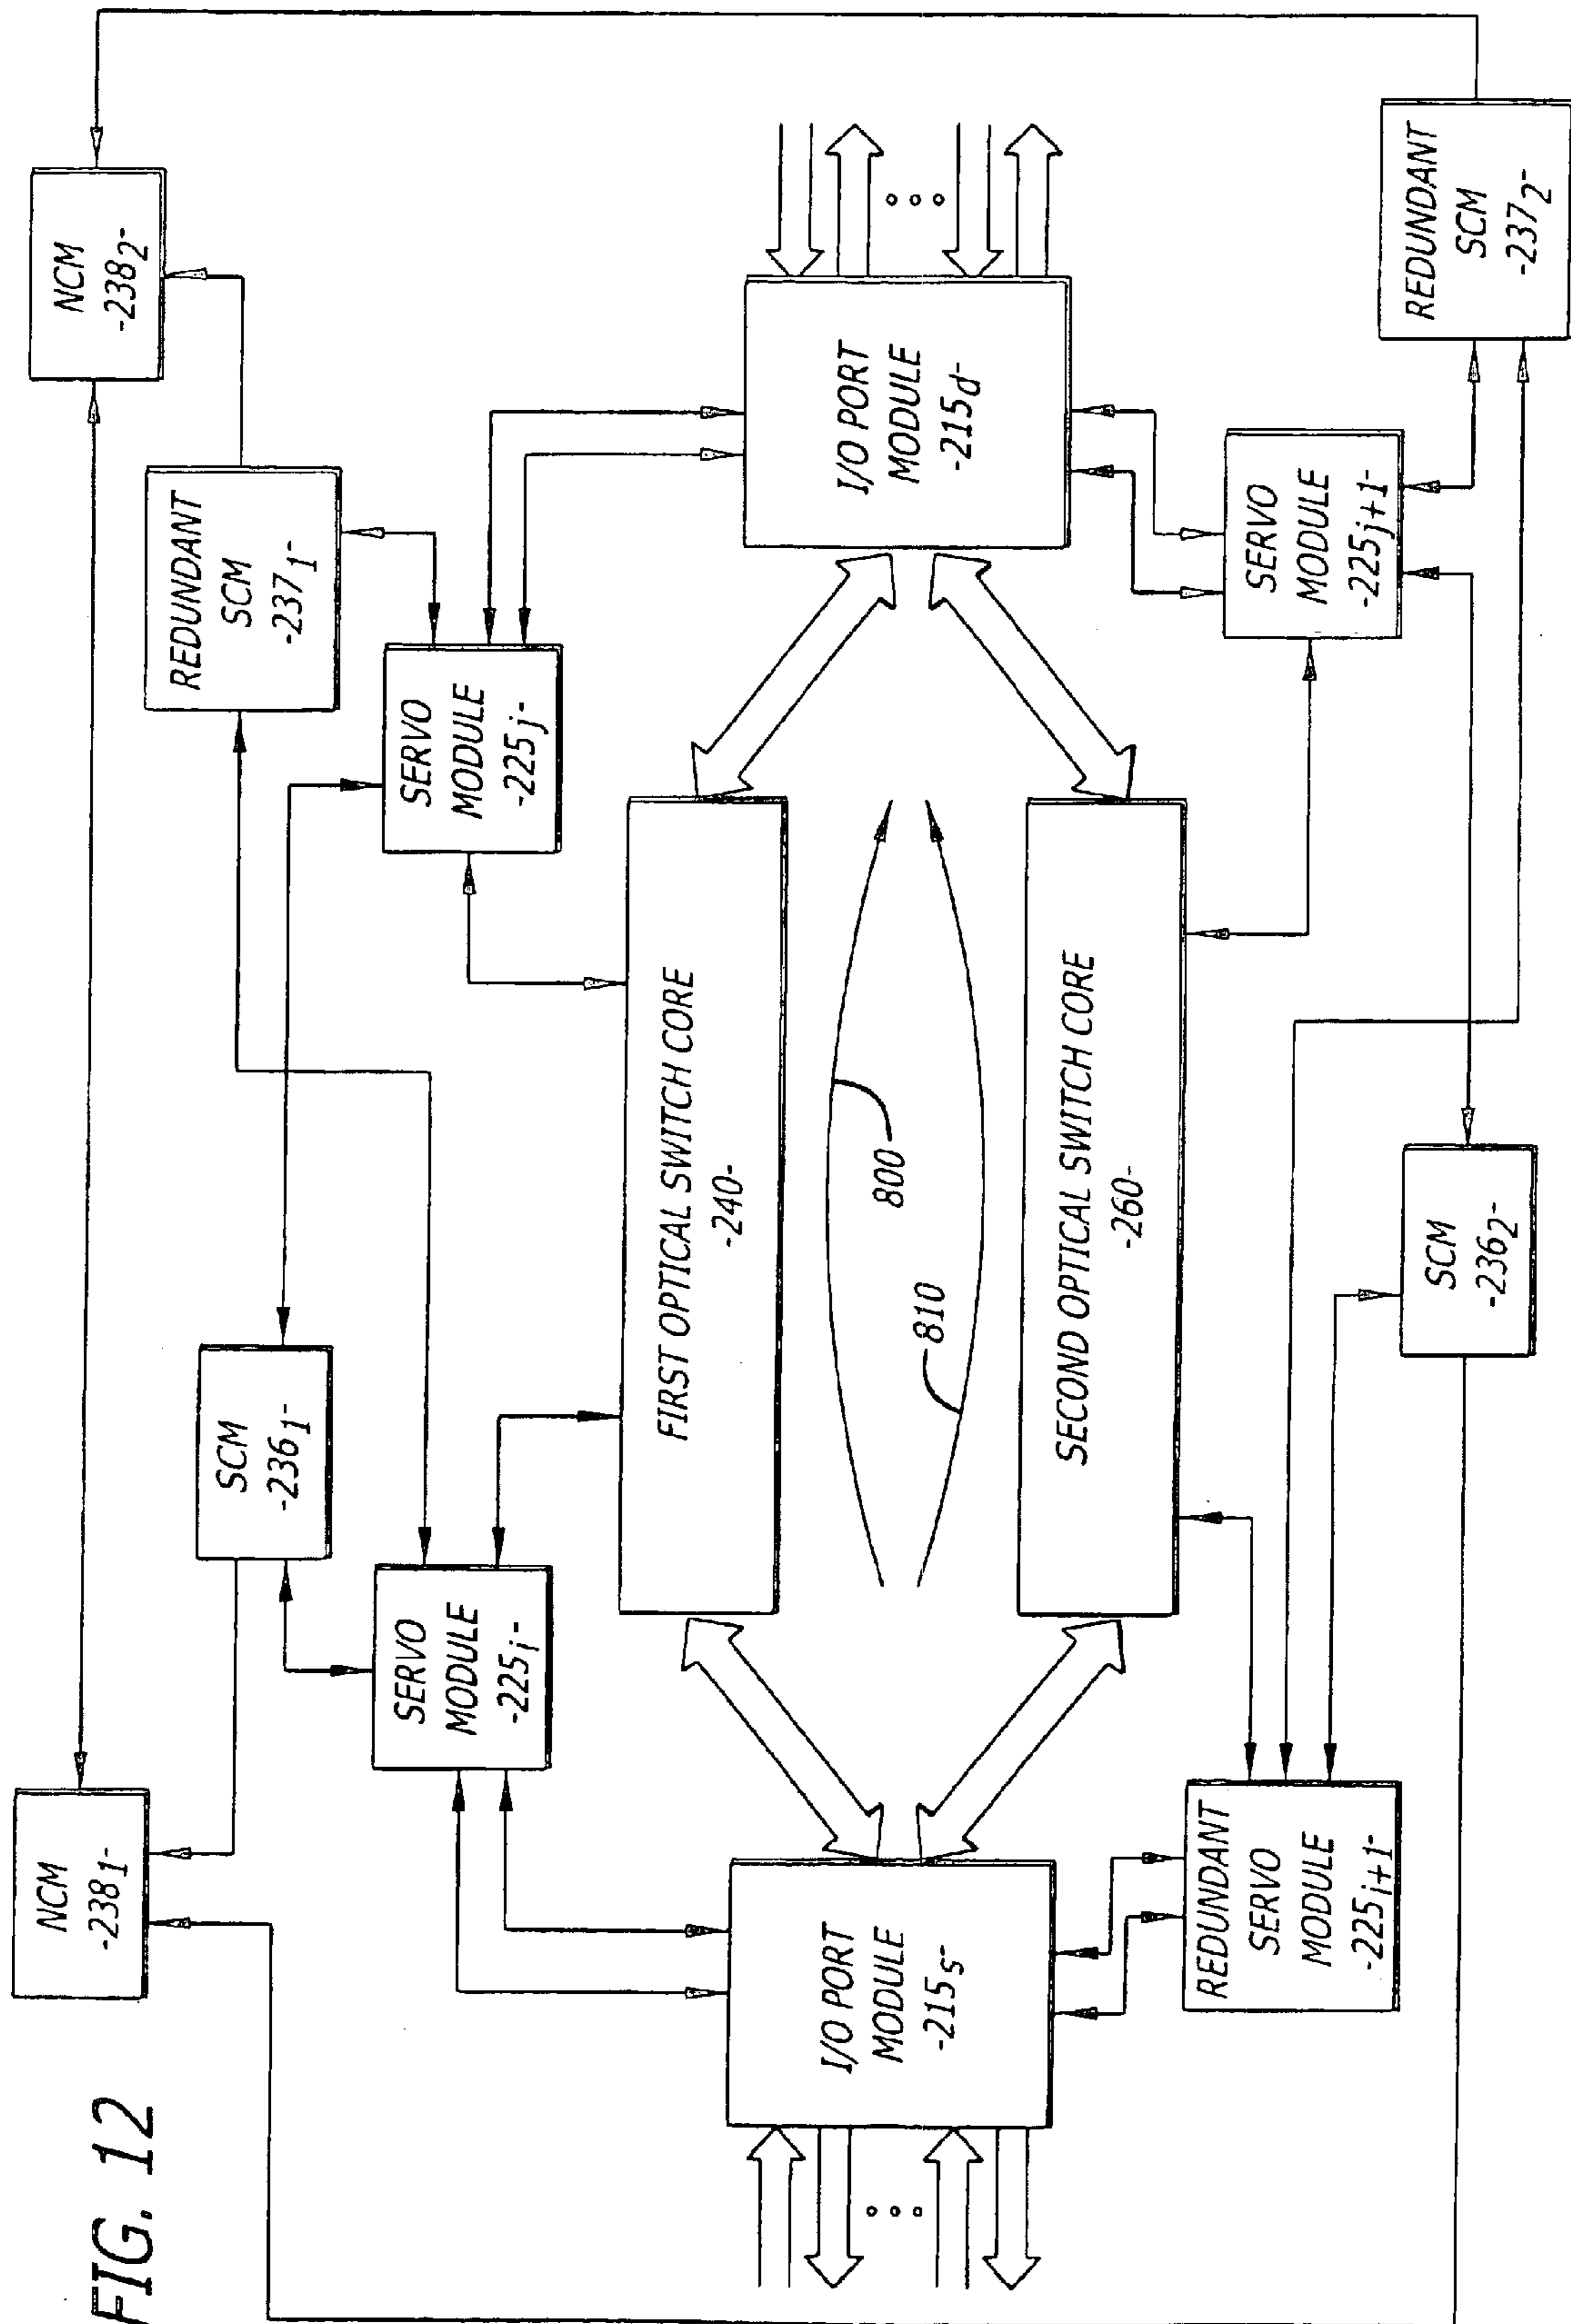 FIG. 12
NCM
-238₁-
NCM
-238₂-
SCM
-236₁-
REDUNDANT
SCM
-237₁-
SERVO
MODULE
-225ᵢ-
SERVO
MODULE
-225ⱼ-
I/O PORT
MODULE
-215ₛ-
FIRST OPTICAL SWITCH CORE
-240-
800
810
SECOND OPTICAL SWITCH CORE
-260-
I/O PORT
MODULE
-215d-
REDUNDANT
SERVO
MODULE
-225ᵢ₊₁-
SERVO
MODULE
-225ⱼ₊₁-
SCM
-236₂-
REDUNDANT
SCM
-237₂-